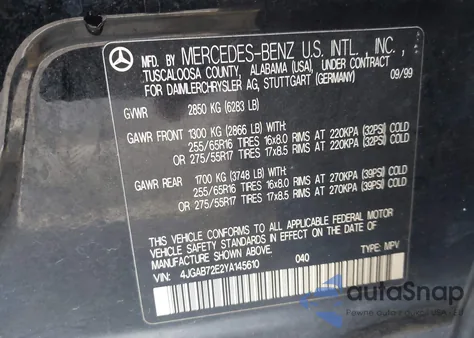 MFD. BY MERCEDES-BENZ U.S. INTL., INC.,
TUSCALOOSA COUNTY, ALABAMA (USA), UNDER CONTRACT
FOR DAIMLERCHRYSLER AG, STUTTGART (GERMANY) 09/99
GVWR 2850 KG (6283 LB)
GAWR FRONT 1300 KG (2866 LB) WITH:
255/65R16 TIRES 16x8.0 RIMS AT 220KPA (32PSI) COLD
OR 275/55R17 TIRES 17x8.5 RIMS AT 220KPA (32PSI) COLD
GAWR REAR 1700 KG (3748 LB) WITH:
255/65R16 TIRES 16x8.0 RIMS AT 270KPA (39PSI) COLD
OR 275/55R17 TIRES 17x8.5 RIMS AT 270KPA (39PSI) COLD
THIS VEHICLE CONFORMS TO ALL APPLICABLE FEDERAL MOTOR
VEHICLE SAFETY STANDARDS IN EFFECT ON THE DATE OF
MANUFACTURE SHOWN ABOVE.
VIN: 4JGAB72E2YA145610 040 TYPE: MPV
autoSnap